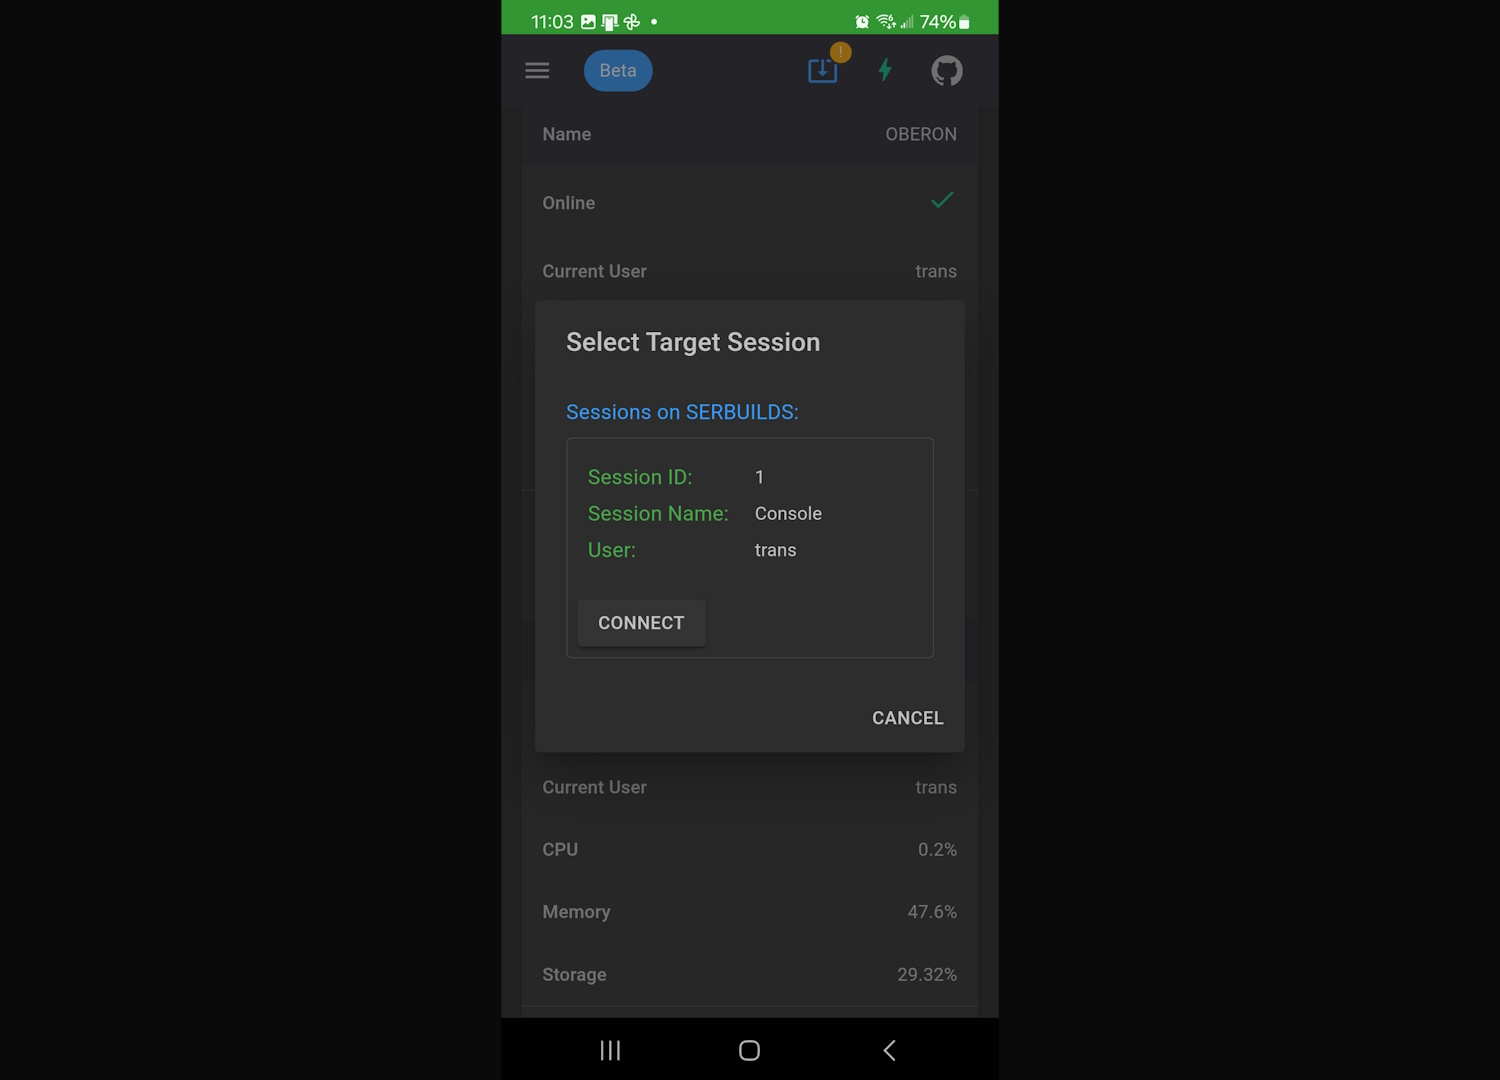 11:03 74%
Beta
Name OBERON
Online
Current User trans
Select Target Session
Sessions on SERBUILDS:
Session ID: 1
Session Name: Console
User: trans
CONNECT
CANCEL
Current User trans
CPU 0.2%
Memory 47.6%
Storage 29.32%